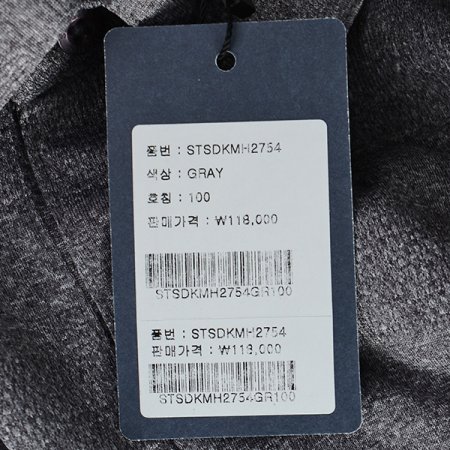 품번 : STSDKMH2754
색상 : GRAY
호칭 : 100
판매가격 : ₩118,000
STSDKMH2754GR100
품번 : STSDKMH2754
판매가격 : ₩118,000
STSDKMH2754GR100